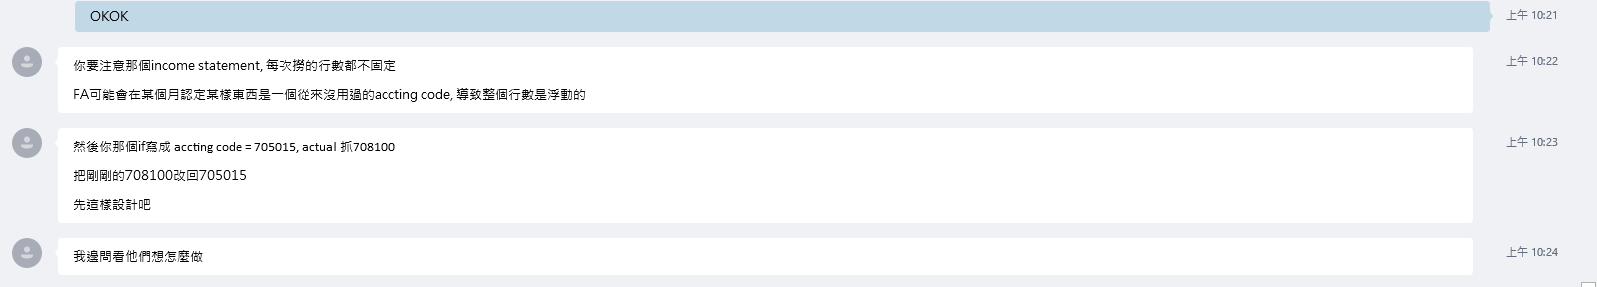 OKOK
上午 10:21
你要注意那個income statement, 每次撈的行數都不固定
上午 10:22
FA可能會在某個月認定某樣東西是一個從來沒用過的accting code, 導致整個行數是浮動的
然後你那個if寫成 accting code = 705015, actual 抓708100
上午 10:23
把剛剛的708100改回705015
先這樣設計吧
我邊問看他們想怎麼做
上午 10:24